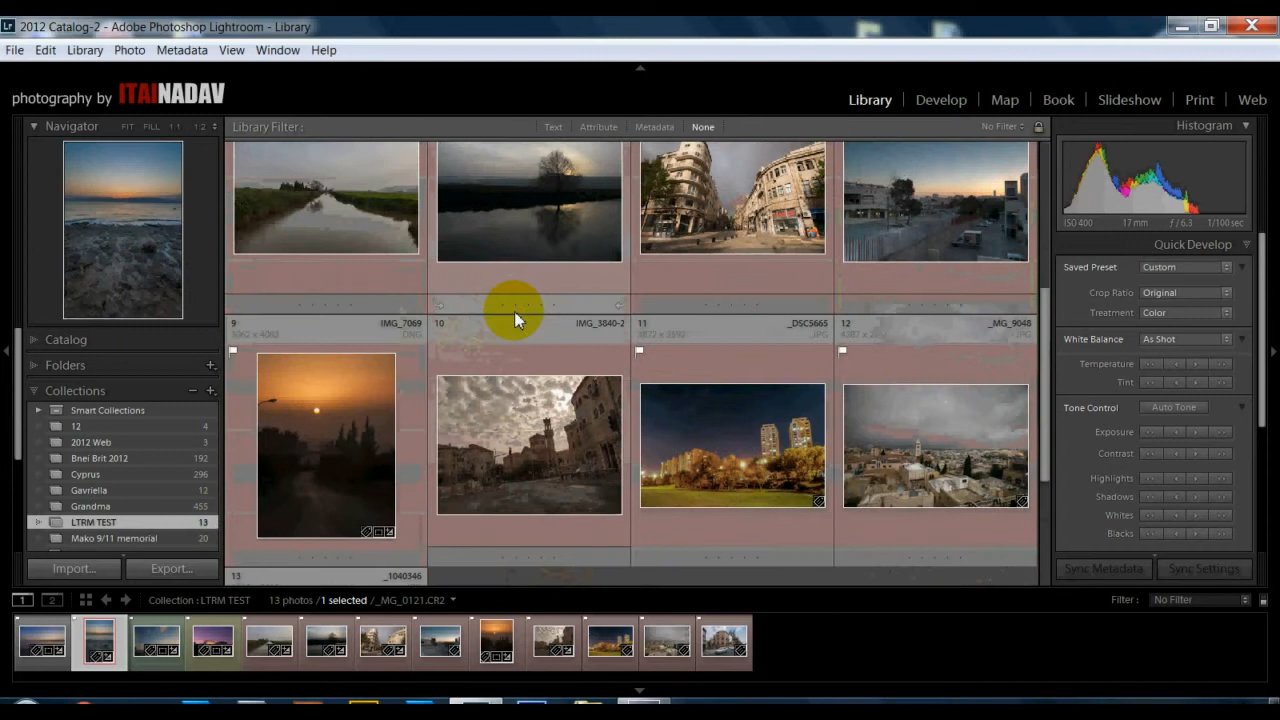 2012 Catalog-2 - Adobe Photoshop Lightroom - Library
File Edit Library Photo Metadata View Window Help
photography by ITAINADAV
Library Develop Map Book Slideshow Print Web
Navigator FIT FILL 1:1 1:2
Library Filter : Text Attribute Metadata None No Filter
Histogram
ISO 400 17 mm ƒ / 6.3 1/100 sec
Quick Develop
Saved Preset Custom
Crop Ratio Original
Treatment Color
White Balance As Shot
Temperature
Tint
Tone Control Auto Tone
Exposure
Contrast
Highlights
Shadows
Whites
Blacks
Sync Metadata Sync Settings
Catalog
Folders
Collections
Smart Collections
12 4
2012 Web 3
Bnei Brit 2012 192
Cyprus 296
Gavriella 12
Grandma 455
LTRM TEST 13
Mako 9/11 memorial 20
Import... Export...
9 IMG_7069
DNG
10 IMG_3840-2
11 _DSC5665
JPG
12 _MG_9048
JPG
13 _1040346
1 2 Collection : LTRM TEST 13 photos / 1 selected / _MG_0121.CR2 Filter : No Filter